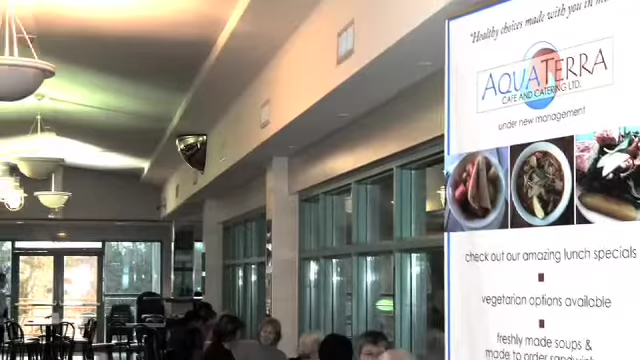 "Healthy choices made with you in
AQUATERRA
CAFE AND CATERING LTD.
under new management
check out our amazing lunch specials
vegetarian options available
freshly made soups &
made to order